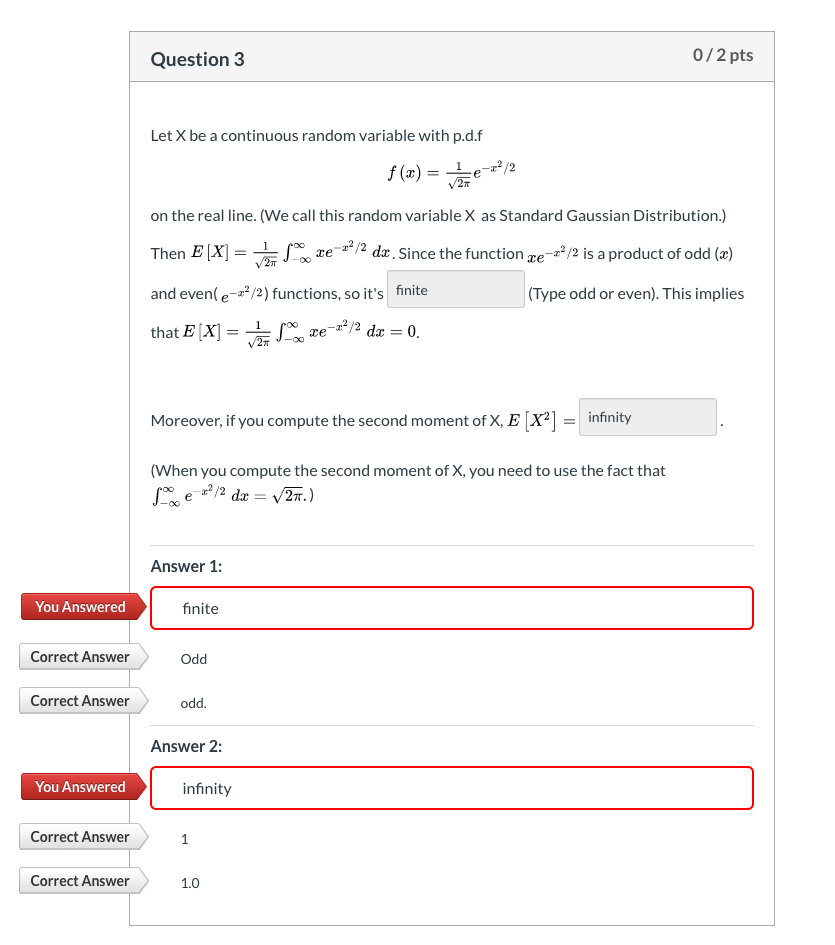 Question 3
0 / 2 pts
Let X be a continuous random variable with p.d.f
f (x) = 1/√2π e^{−x²/2}
on the real line. (We call this random variable X as Standard Gaussian Distribution.)
Then E [X] = 1/√2π ∫_{−∞}^{∞} xe^{−x²/2} dx. Since the function xe^{−x²/2} is a product of odd (x)
and even( e^{−x²/2}) functions, so it's finite (Type odd or even). This implies
that E [X] = 1/√2π ∫_{−∞}^{∞} xe^{−x²/2} dx = 0.
Moreover, if you compute the second moment of X, E [X²] = infinity .
(When you compute the second moment of X, you need to use the fact that
∫_{−∞}^{∞} e^{−x²/2} dx = √2π.)
Answer 1:
You Answered
finite
Correct Answer
Odd
Correct Answer
odd.
Answer 2:
You Answered
infinity
Correct Answer
1
Correct Answer
1.0